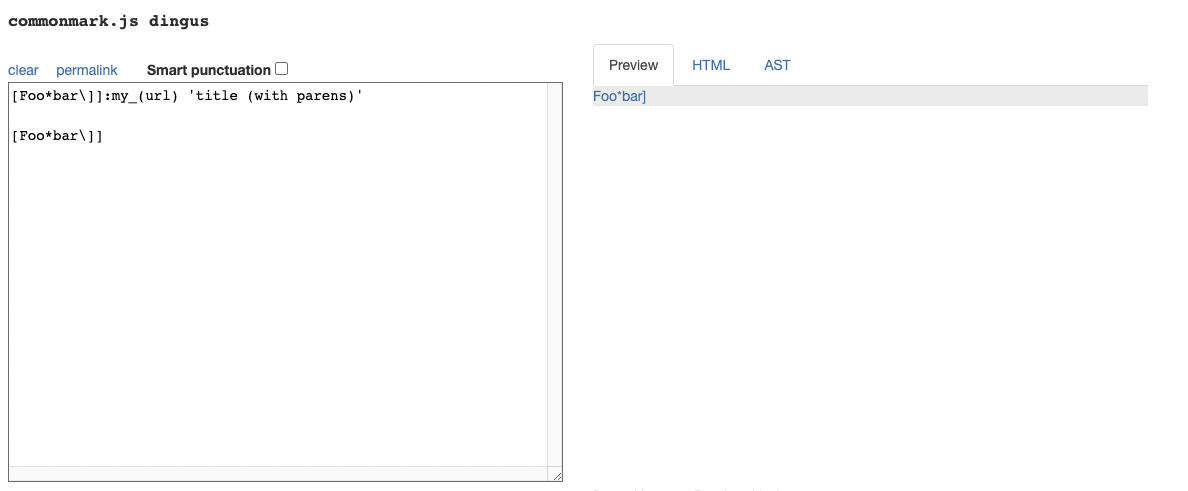 commonmark.js dingus
clear permalink Smart punctuation
[Foo*bar\]]:my_(url) 'title (with parens)'
[Foo*bar\]]
Preview HTML AST
Foo*bar]